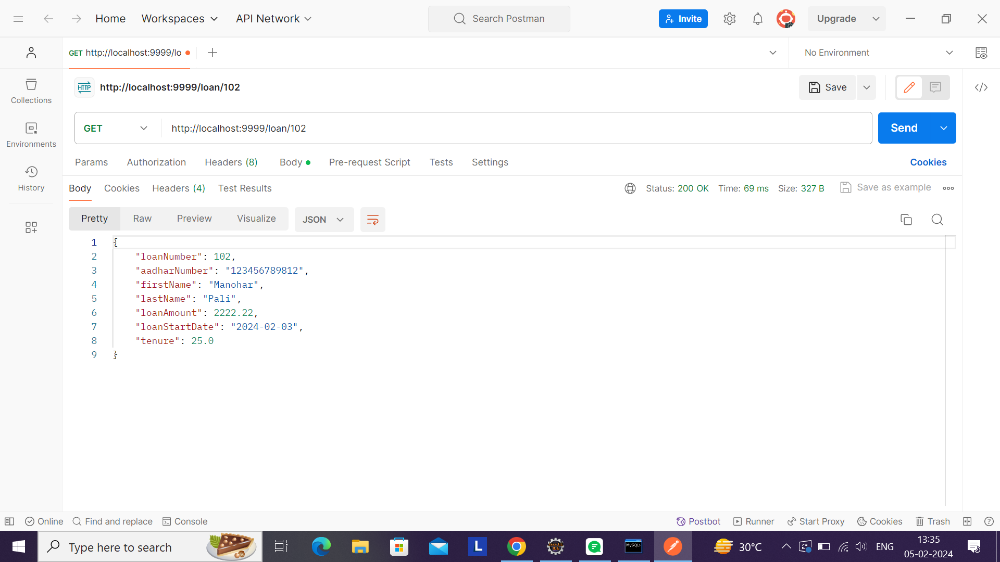 Home Workspaces API Network Search Postman Invite Upgrade
GET http://localhost:9999/lo No Environment
HTTP http://localhost:9999/loan/102 Save
Collections
GET http://localhost:9999/loan/102 Send
Environments
Params Authorization Headers (8) Body Pre-request Script Tests Settings Cookies
History
Body Cookies Headers (4) Test Results Status: 200 OK Time: 69 ms Size: 327 B Save as example
Pretty Raw Preview Visualize JSON
1 {
2 "loanNumber": 102,
3 "aadharNumber": "123456789812",
4 "firstName": "Manohar",
5 "lastName": "Pali",
6 "loanAmount": 2222.22,
7 "loanStartDate": "2024-02-03",
8 "tenure": 25.0
9 }
Online Find and replace Console Postbot Runner Start Proxy Cookies Trash
Type here to search L Java EE IDE MySQL 30°C ENG 13:35
05-02-2024